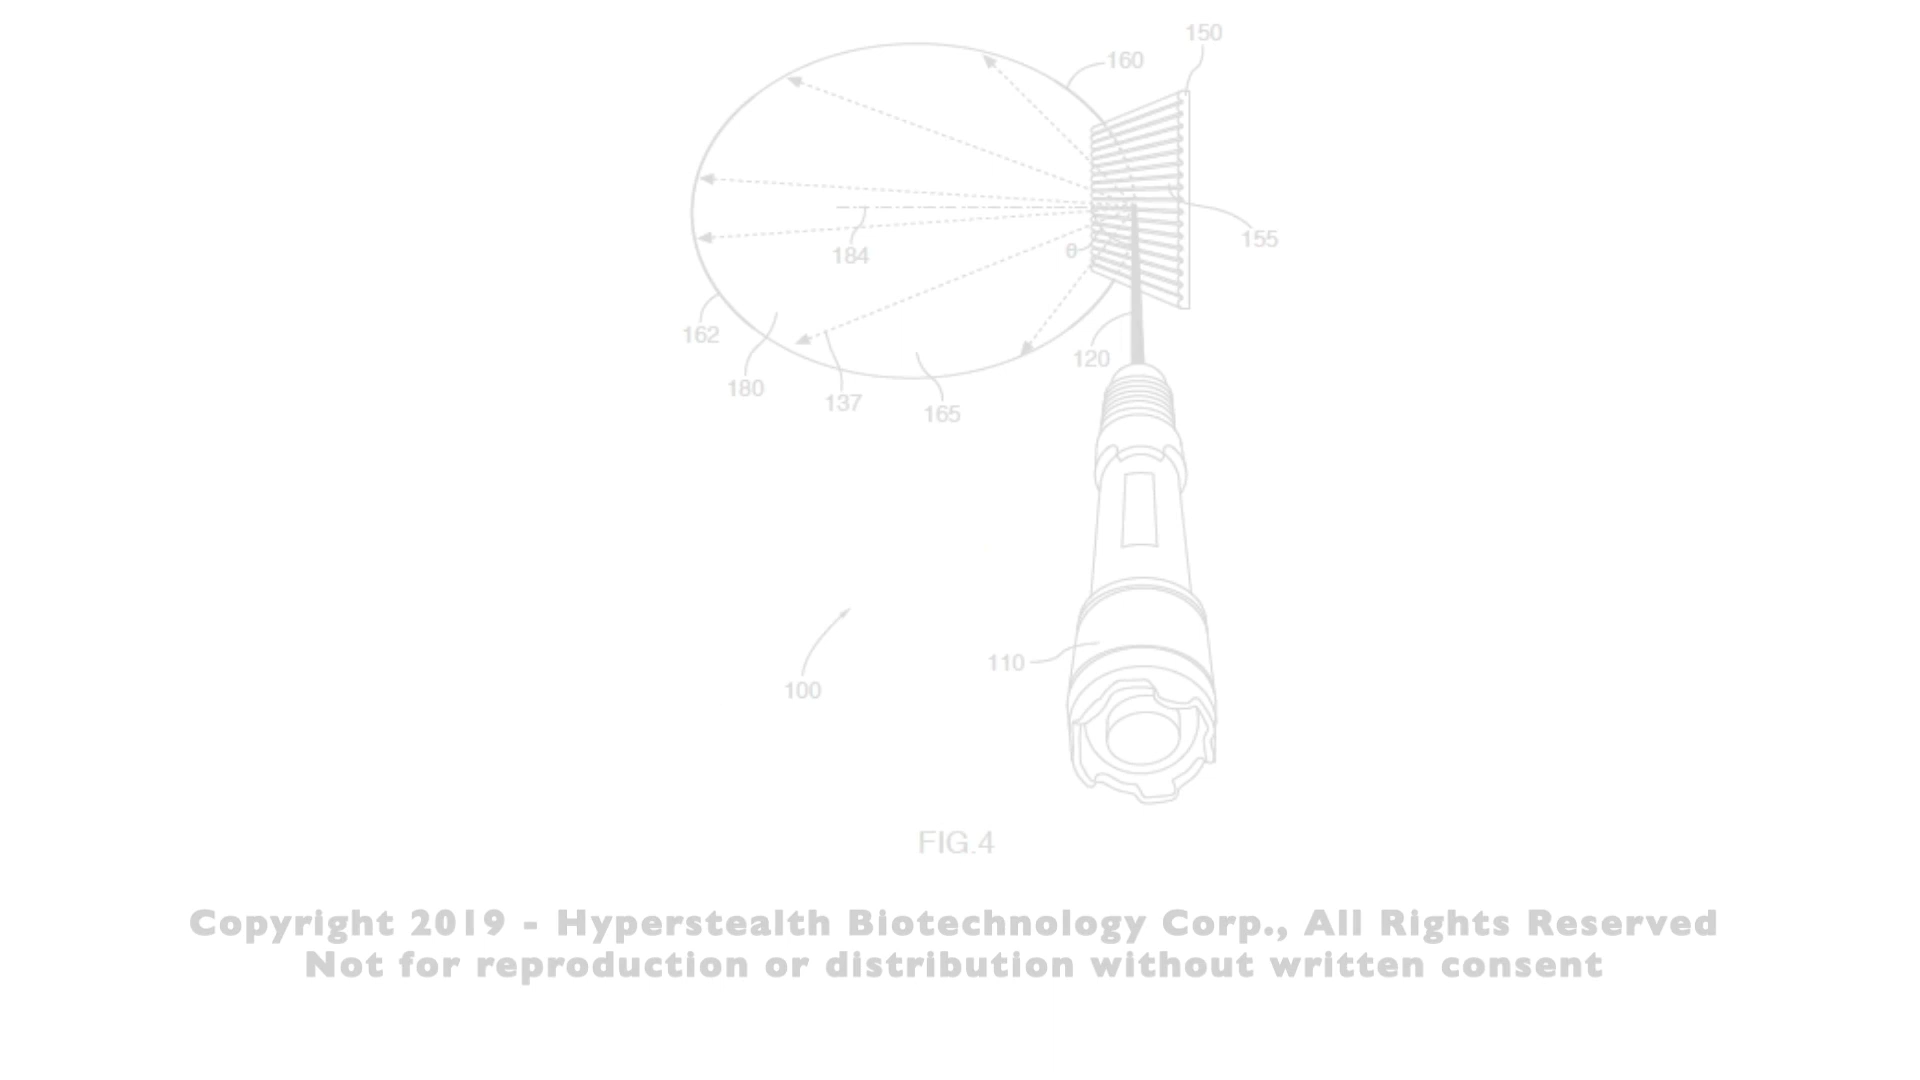 150
160
155
184
θ
162
120
180
137
165
110
100
FIG.4
Copyright 2019 - Hyperstealth Biotechnology Corp., All Rights Reserved
Not for reproduction or distribution without written consent